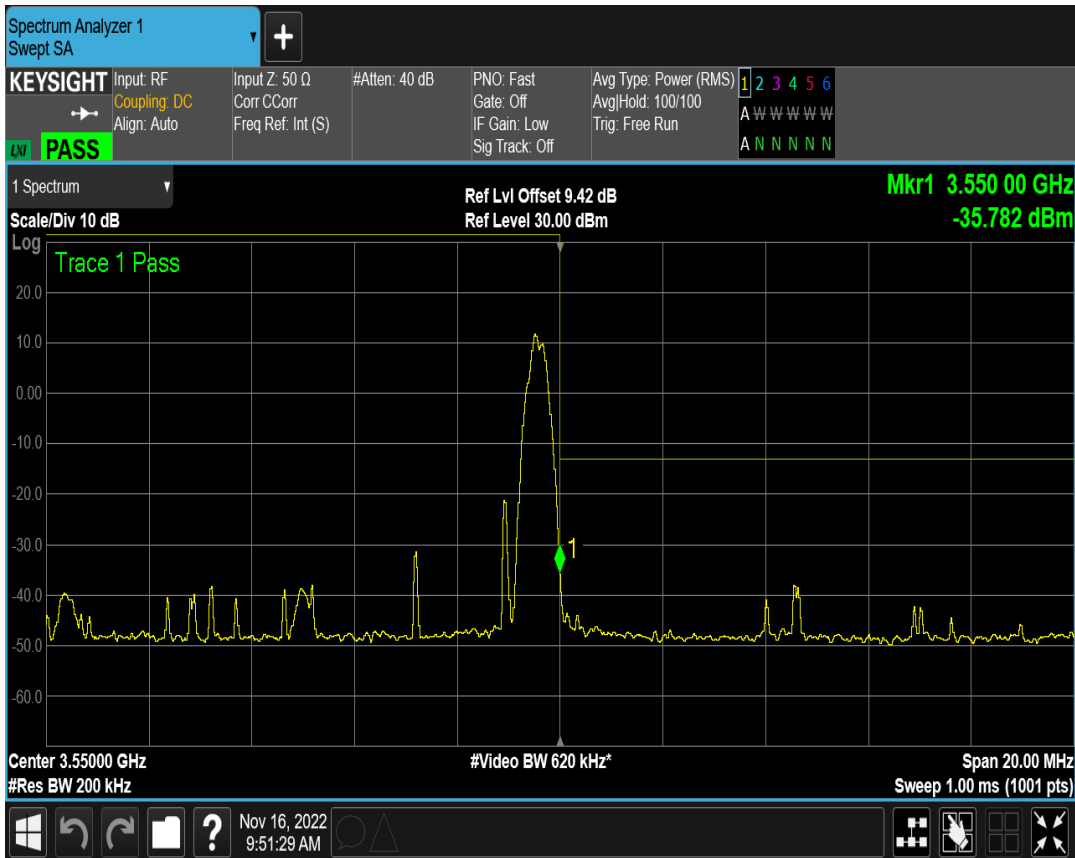 Spectrum Analyzer 1
Swept SA
+
KEYSIGHT
LXI PASS
Input: RF
Coupling: DC
Align: Auto
Input Z: 50 Ω
Corr CCorr
Freq Ref: Int (S)
#Atten: 40 dB
PNO: Fast
Gate: Off
IF Gain: Low
Sig Track: Off
Avg Type: Power (RMS)
Avg|Hold: 100/100
Trig: Free Run
1 2 3 4 5 6
A W W W W W
A N N N N N
1 Spectrum
Scale/Div 10 dB
Ref Lvl Offset 9.42 dB
Ref Level 30.00 dBm
Mkr1 3.550 00 GHz
-35.782 dBm
Log
Trace 1 Pass
20.0
10.0
0.00
-10.0
-20.0
-30.0
-40.0
-50.0
-60.0
1
Center 3.55000 GHz
#Res BW 200 kHz
#Video BW 620 kHz*
Span 20.00 MHz
Sweep 1.00 ms (1001 pts)
?
Nov 16, 2022
9:51:29 AM